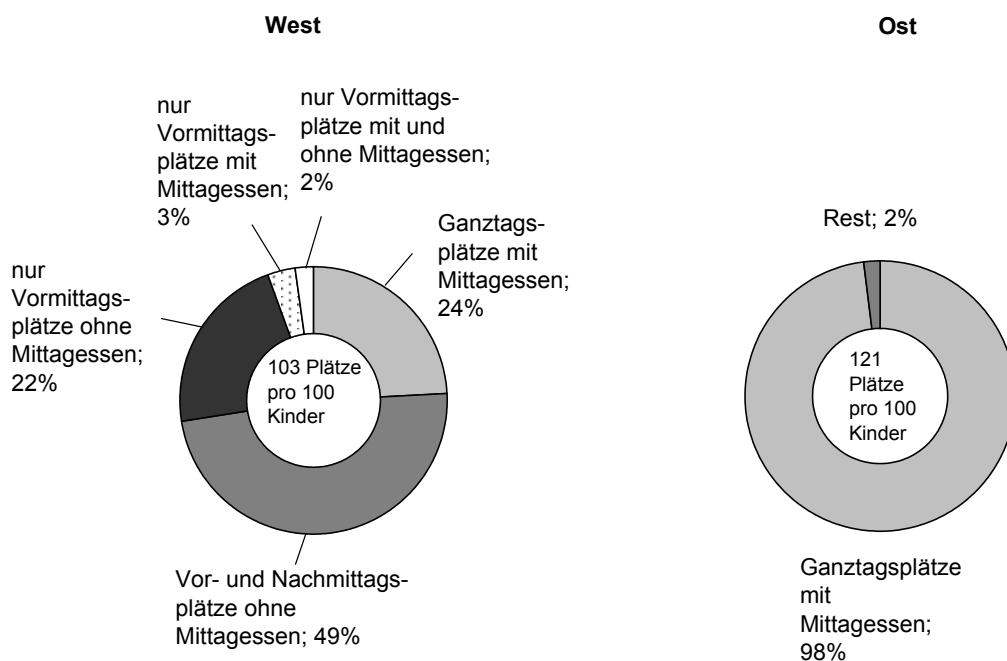 West
Ost
nur
Vormittags-
plätze mit
Mittagessen;
3%
nur Vormittags-
plätze mit und
ohne Mittagessen;
2%
Ganztags-
plätze mit
Mittagessen;
24%
nur
Vormittags-
plätze ohne
Mittagessen;
22%
103 Plätze
pro 100
Kinder
Vor- und Nachmittags-
plätze ohne
Mittagessen; 49%
Rest; 2%
121
Plätze
pro 100
Kinder
Ganztagsplätze
mit
Mittagessen;
98%